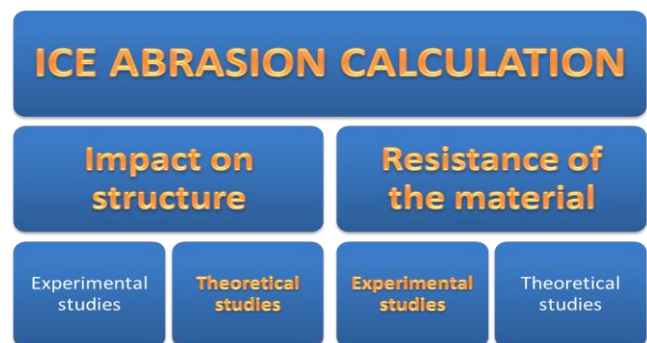 ICE ABRASION CALCULATION
Impact on
structure
Resistance of
the material
Experimental
studies
Theoretical
studies
Experimental
studies
Theoretical
studies